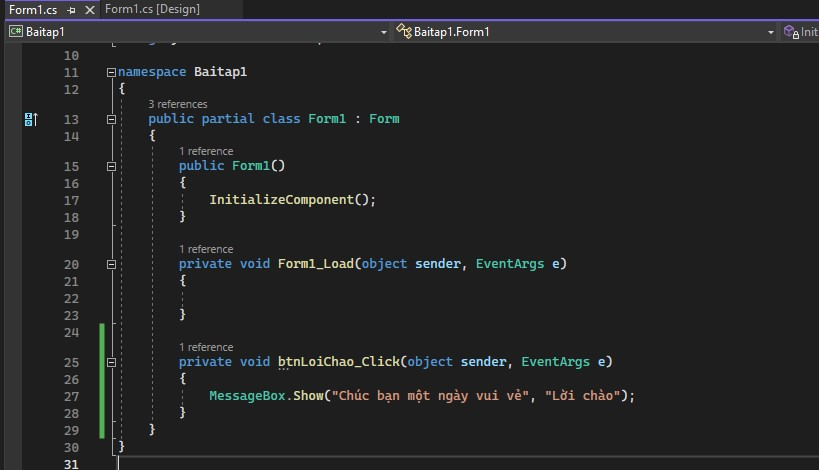 Form1.cs Form1.cs [Design]
C# Baitap1 Baitap1.Form1 Init
10
11 namespace Baitap1
12 {
3 references
13 public partial class Form1 : Form
14 {
1 reference
15 public Form1()
16 {
17 InitializeComponent();
18 }
19
1 reference
20 private void Form1_Load(object sender, EventArgs e)
21 {
22
23 }
24
1 reference
25 private void btnLoiChao_Click(object sender, EventArgs e)
26 {
27 MessageBox.Show("Chúc bạn một ngày vui vẻ", "Lời chào");
28 }
29 }
30 }
31